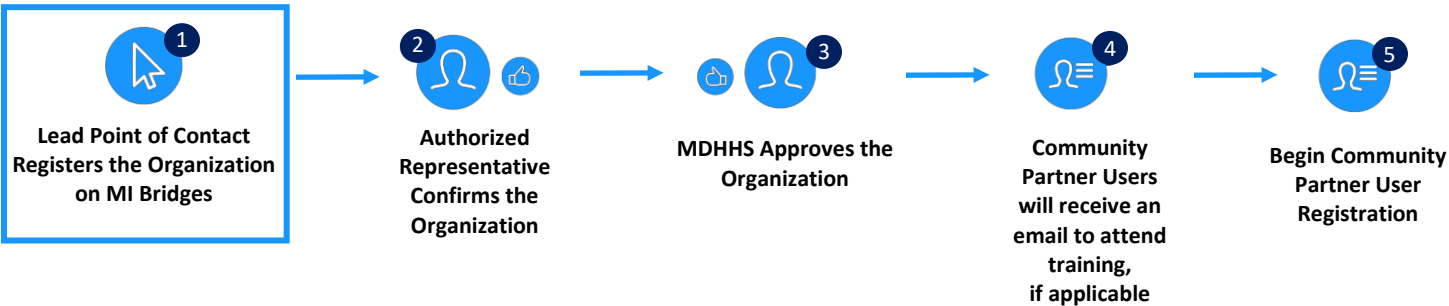 1
Lead Point of Contact
Registers the Organization
on MI Bridges
2
Authorized
Representative
Confirms the
Organization
3
MDHHS Approves the
Organization
4
Community
Partner Users
will receive an
email to attend
training,
if applicable
5
Begin Community
Partner User
Registration